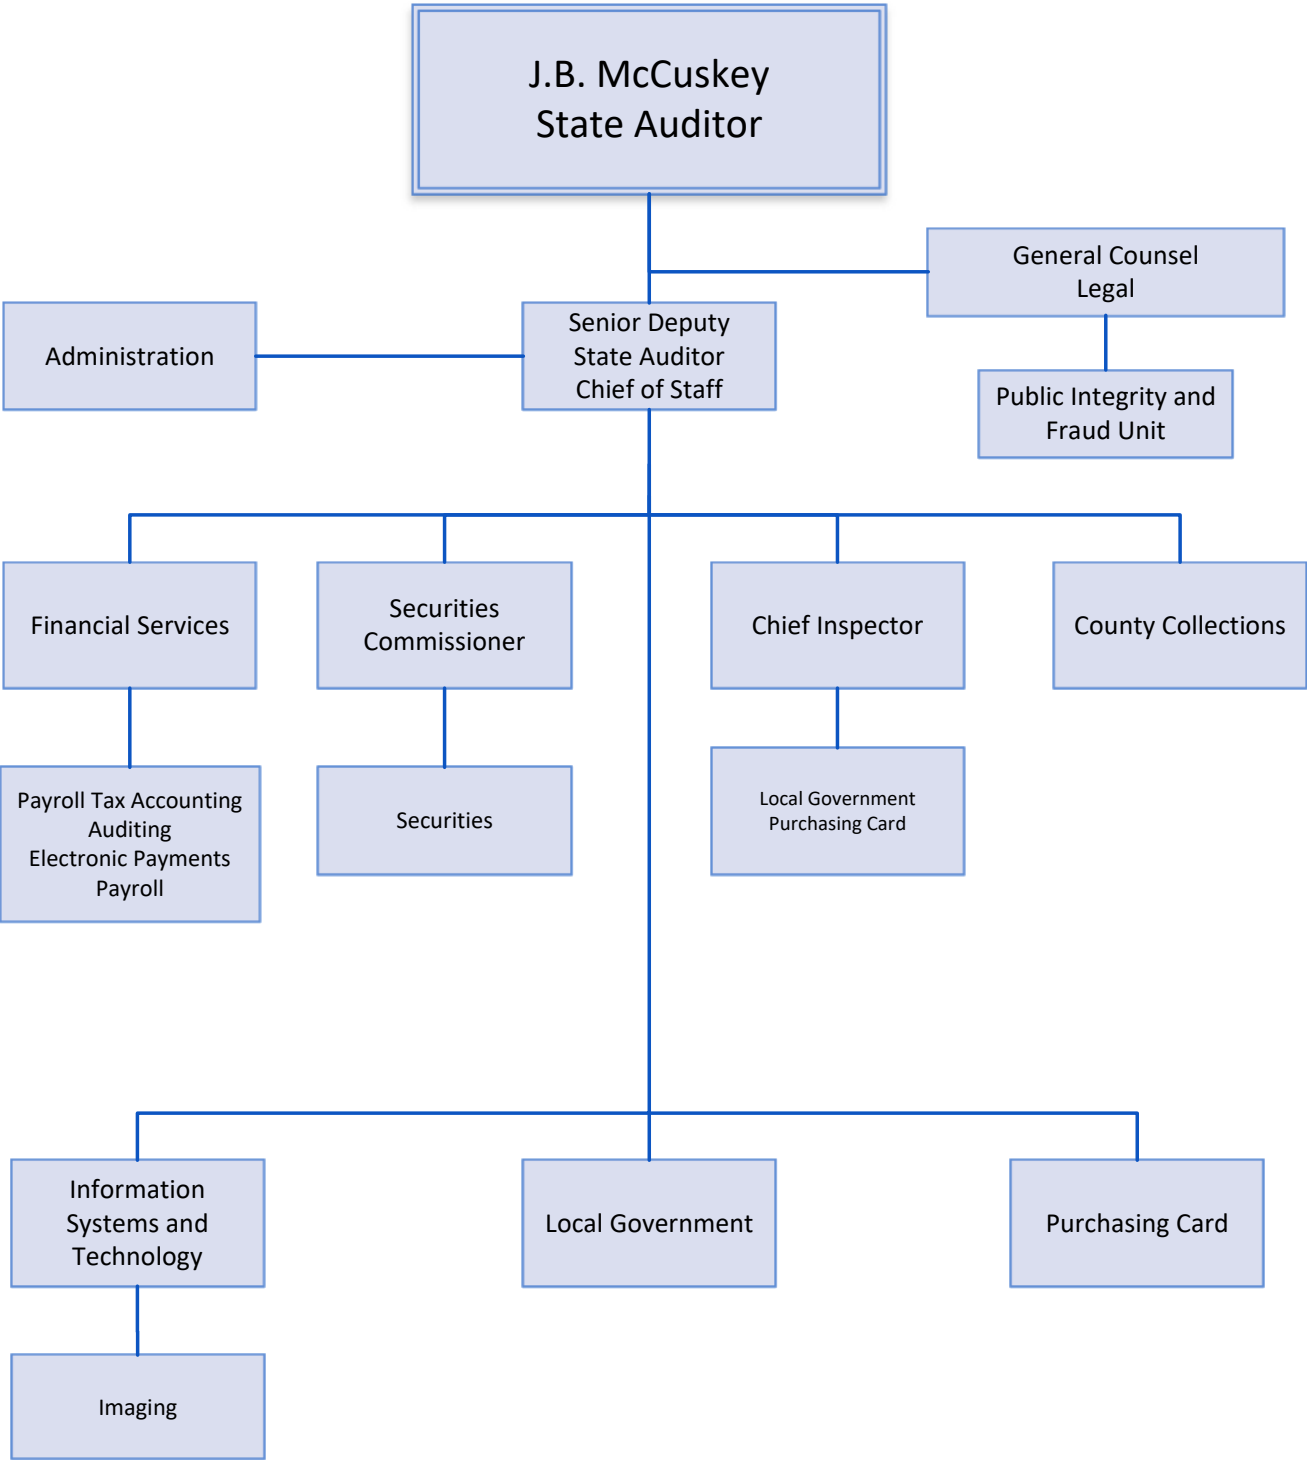 J.B. McCuskey
State Auditor
General Counsel
Legal
Administration
Senior Deputy
State Auditor
Chief of Staff
Public Integrity and
Fraud Unit
Financial Services
Securities
Commissioner
Chief Inspector
County Collections
Payroll Tax Accounting
Auditing
Electronic Payments
Payroll
Securities
Local Government
Purchasing Card
Information
Systems and
Technology
Local Government
Purchasing Card
Imaging